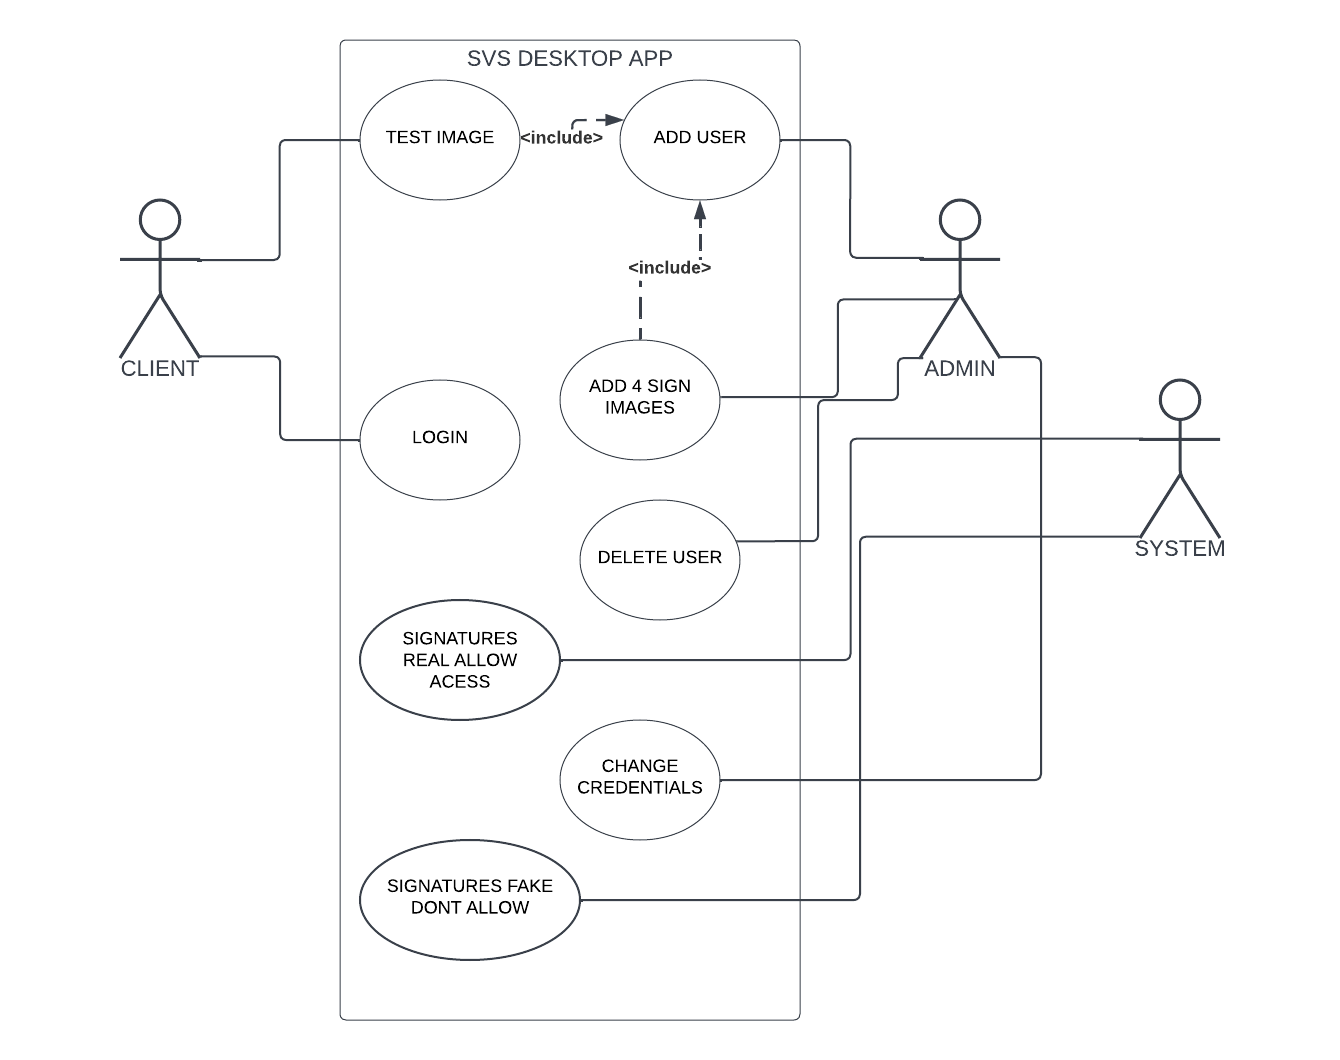 SVS DESKTOP APP
TEST IMAGE
<include>
ADD USER
<include>
CLIENT
ADMIN
ADD 4 SIGN
IMAGES
LOGIN
SYSTEM
DELETE USER
SIGNATURES
REAL ALLOW
ACESS
CHANGE
CREDENTIALS
SIGNATURES FAKE
DONT ALLOW